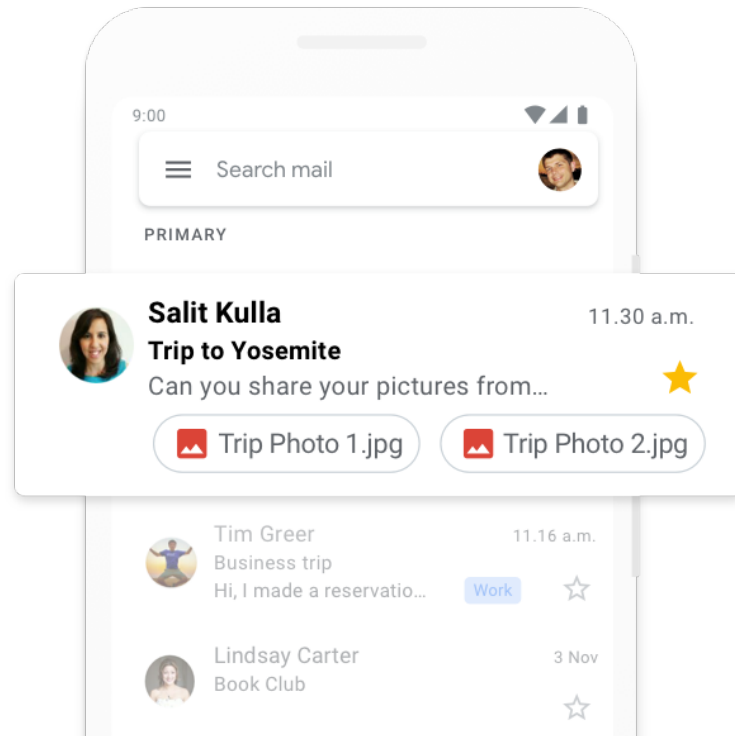 9:00
Search mail
PRIMARY
Salit Kulla 11.30 a.m.
Trip to Yosemite
Can you share your pictures from…
Trip Photo 1.jpg Trip Photo 2.jpg
Tim Greer 11.16 a.m.
Business trip
Hi, I made a reservatio… Work
Lindsay Carter 3 Nov
Book Club